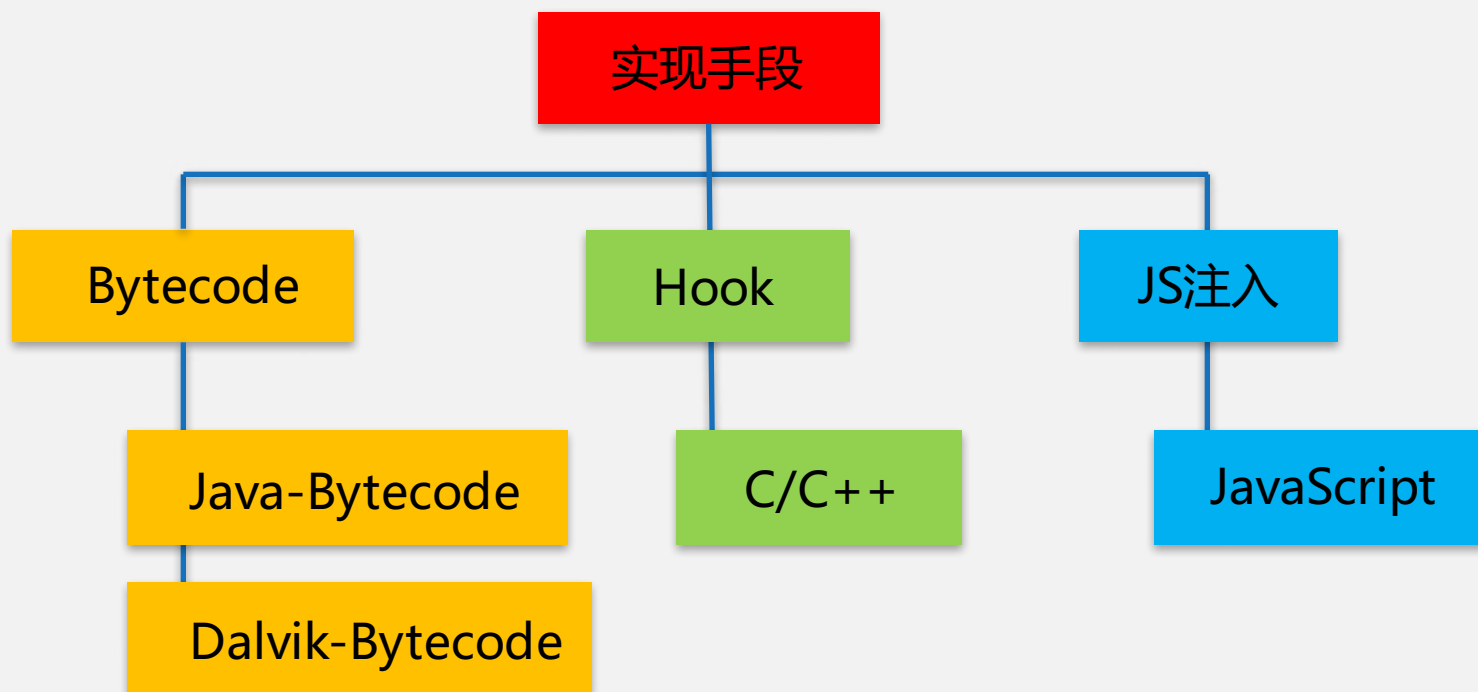 实现手段
Bytecode
Hook
JS注入
Java-Bytecode
C/C++
JavaScript
Dalvik-Bytecode